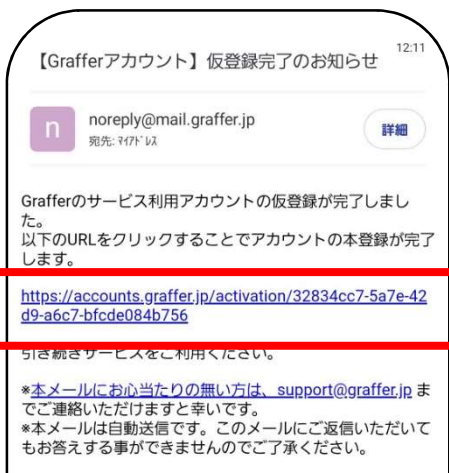 【Grafferアカウント】仮登録完了のお知らせ
12:11
n
noreply@mail.graffer.jp
宛先: ﾏｲｱﾄﾞﾚｽ
詳細
Grafferのサービス利用アカウントの仮登録が完了しまし
た。
以下のURLをクリックすることでアカウントの本登録が完了
します。
https://accounts.graffer.jp/activation/32834cc7-5a7e-42
d9-a6c7-bfcde084b756
引き続きサービスをご利用ください。
*本メールにお心当たりの無い方は、support@graffer.jp ま
でご連絡いただけますと幸いです。
*本メールは自動送信です。このメールにご返信いただいて
もお答えする事ができませんのでご了承ください。